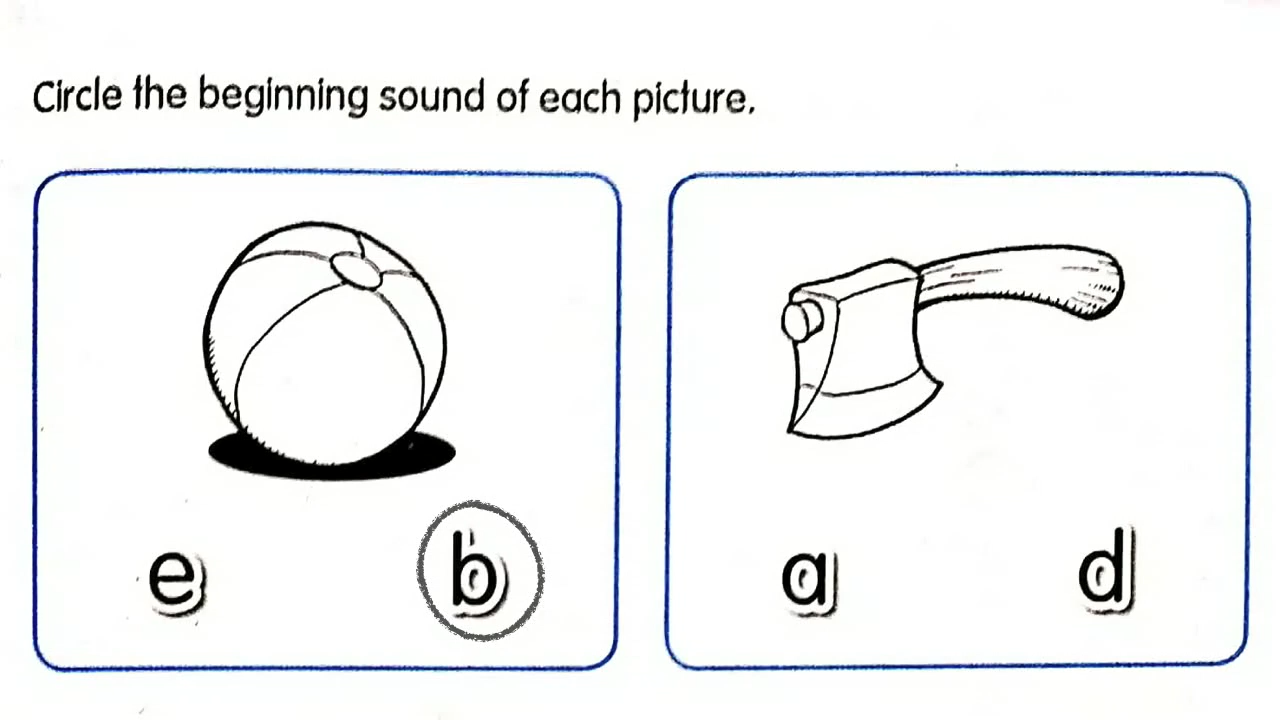 Circle the beginning sound of each picture.
e b a d